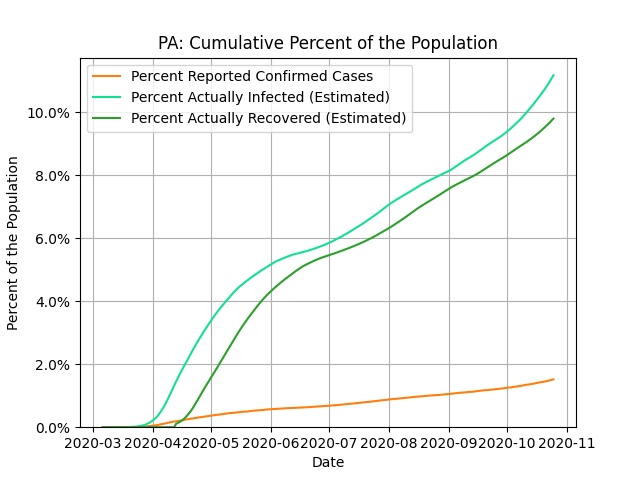 PA: Cumulative Percent of the Population
Percent Reported Confirmed Cases
Percent Actually Infected (Estimated)
Percent Actually Recovered (Estimated)
10.0%
8.0%
6.0%
4.0%
2.0%
0.0%
Percent of the Population
2020-03 2020-04 2020-05 2020-06 2020-07 2020-08 2020-09 2020-10 2020-11
Date